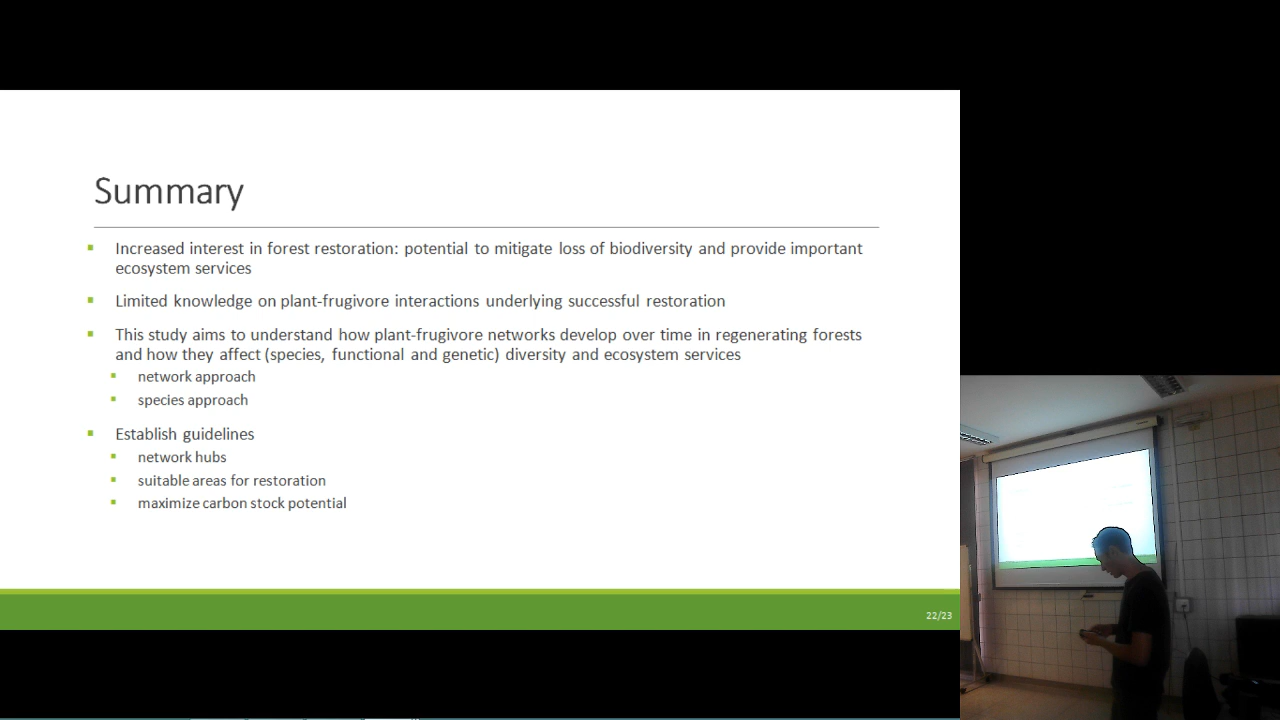 Summary
Increased interest in forest restoration: potential to mitigate loss of biodiversity and provide important
ecosystem services
Limited knowledge on plant-frugivore interactions underlying successful restoration
This study aims to understand how plant-frugivore networks develop over time in regenerating forests
and how they affect (species, functional and genetic) diversity and ecosystem services
network approach
species approach
Establish guidelines
network hubs
suitable areas for restoration
maximize carbon stock potential
22/23